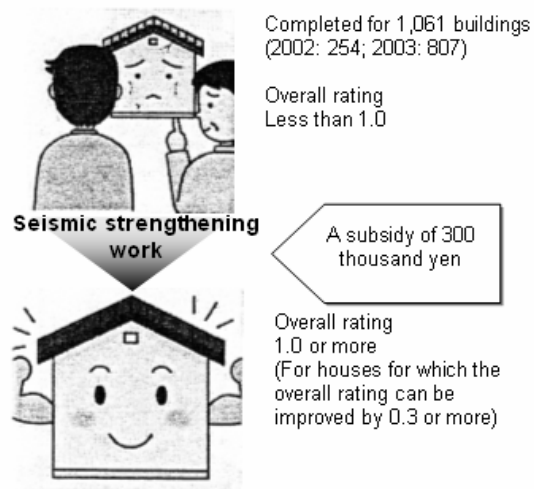 Completed for 1,061 buildings
(2002: 254; 2003: 807)
Overall rating
Less than 1.0
Seismic strengthening
work
A subsidy of 300
thousand yen
Overall rating
1.0 or more
(For houses for which the
overall rating can be
improved by 0.3 or more)